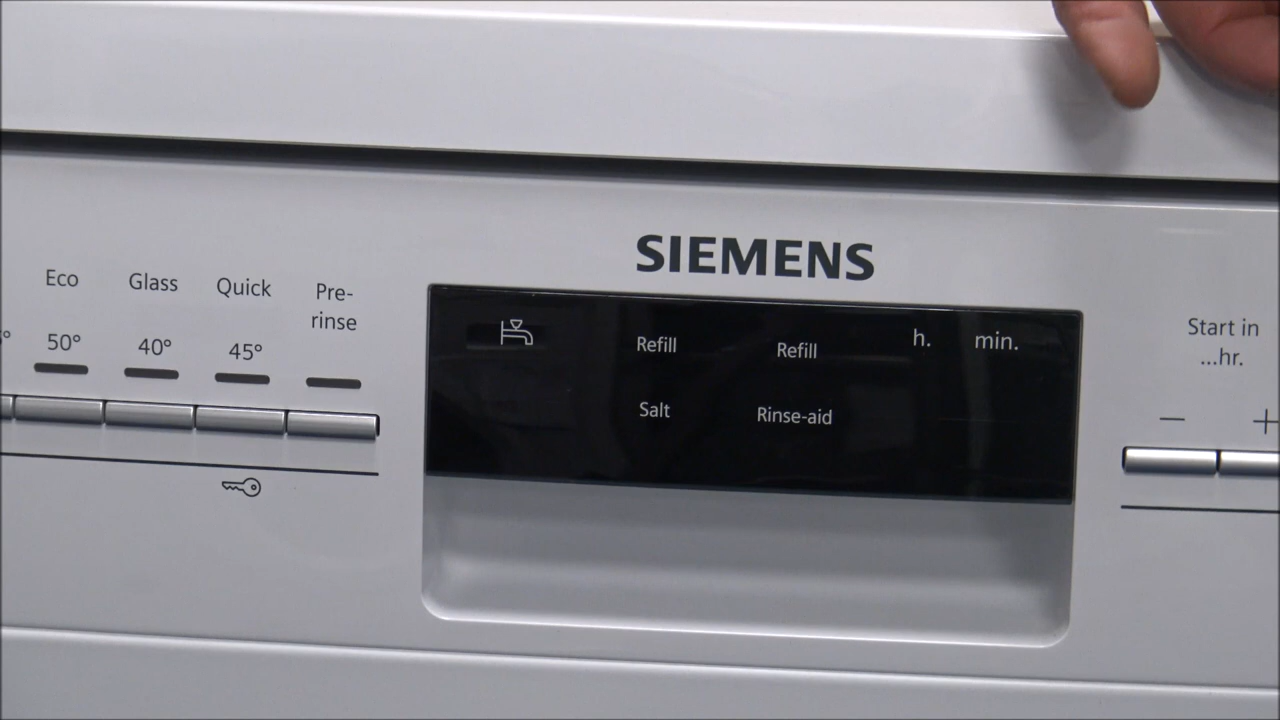 SIEMENS
Eco
Glass
Quick
Pre-
rinse
50°
40°
45°
Refill
Salt
Refill
Rinse-aid
h.
min.
Start in
...hr.
− +